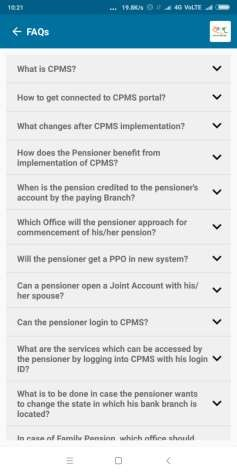 10:21
... 19.8K/s 4G VoLTE
← FAQs
What is CPMS?
How to get connected to CPMS portal?
What changes after CPMS implementation?
How does the Pensioner benefit from
implementation of CPMS?
When is the pension credited to the pensioner's
account by the paying Branch?
Which Office will the pensioner approach for
commencement of his/her pension?
Will the pensioner get a PPO in new system?
Can a pensioner open a Joint Account with his/
her spouse?
Can the pensioner login to CPMS?
What are the services which can be accessed by
the pensioner by logging into CPMS with his login
ID?
What is to be done in case the pensioner wants
to change the state in which his bank branch is
located?
In case of Family Pension, which office should